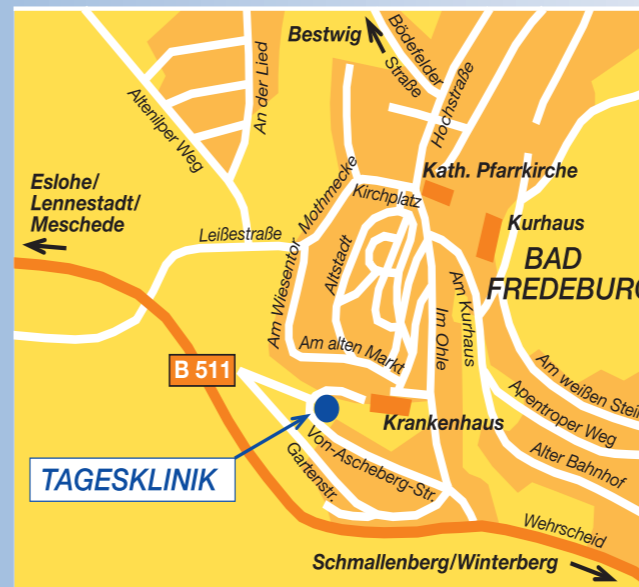 Bestwig
Bödefelder
Straße
Hochstraße
An der Lied
Altenilper Weg
Eslohe/
Lennestadt/
Meschede
Leißestraße
Mothmecke
Am Wiesentor
Kirchplatz
Kath. Pfarrkirche
Kurhaus
BAD
FREDEBURG
Altstadt
Am Kurhaus
Im Ohle
Am alten Markt
B 511
Krankenhaus
Am weißen Stein
Apentroper Weg
Alter Bahnhof
TAGESKLINIK
Von-Ascheberg-Str.
Gartenstr.
Wehrscheid
Schmallenberg/Winterberg